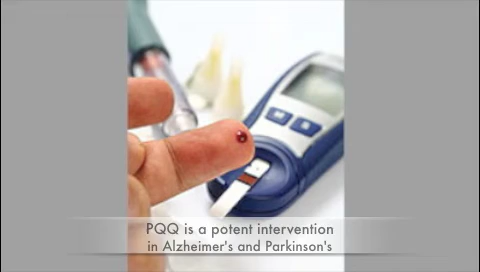 PQQ is a potent intervention
in Alzheimer's and Parkinson's